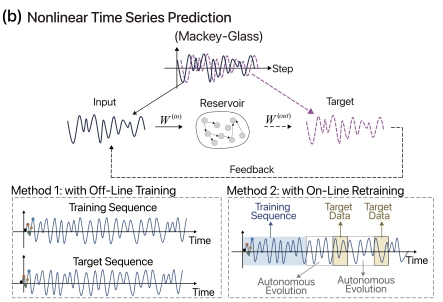 (b) Nonlinear Time Series Prediction
(Mackey-Glass)
Step
Input
Reservoir
Target
W(in)
W(out)
Feedback
Method 1: with Off-Line Training
Training Sequence
Time
Target Sequence
Time
Method 2: with On-Line Retraining
Training
Sequence
Target
Data
Target
Data
Time
Autonomous
Evolution
Autonomous
Evolution